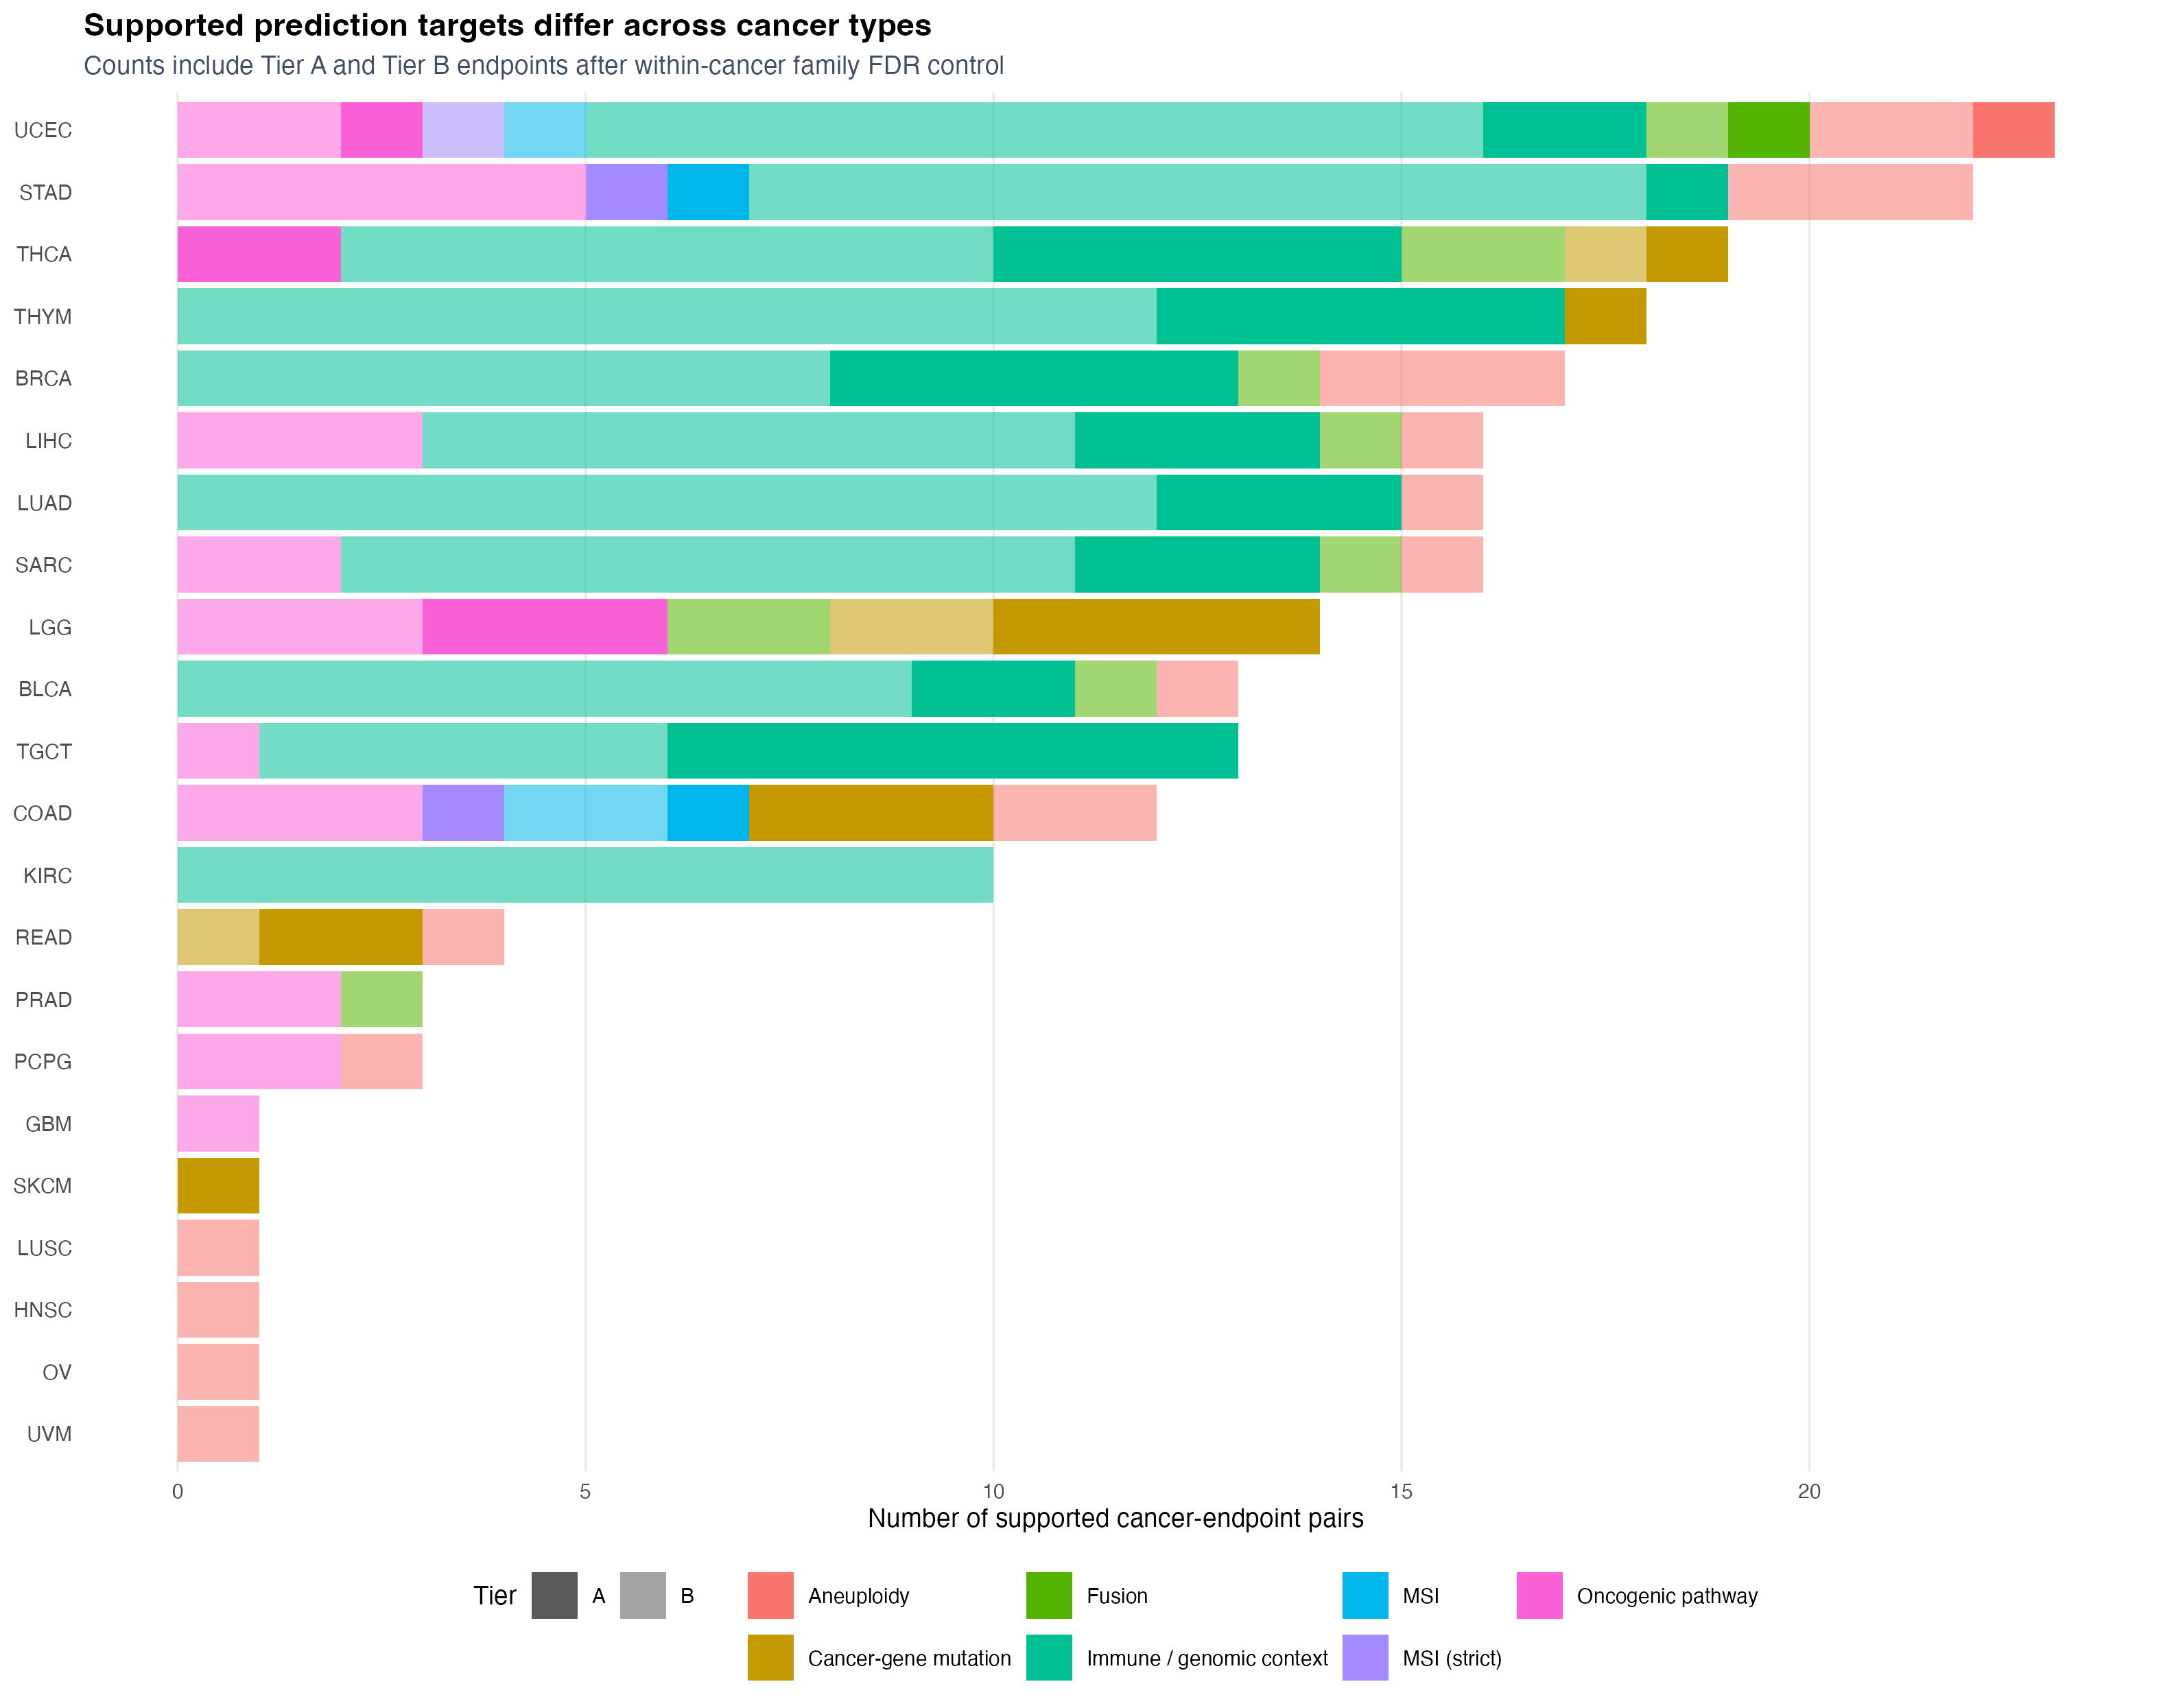 Supported prediction targets differ across cancer types
Counts include Tier A and Tier B endpoints after within-cancer family FDR control
UCEC
STAD
THCA
THYM
BRCA
LIHC
LUAD
SARC
LGG
BLCA
TGCT
COAD
KIRC
READ
PRAD
PCPG
GBM
SKCM
LUSC
HNSC
OV
UVM
0 5 10 15 20
Number of supported cancer-endpoint pairs
Tier A B Aneuploidy Fusion MSI Oncogenic pathway
Cancer-gene mutation Immune / genomic context MSI (strict)